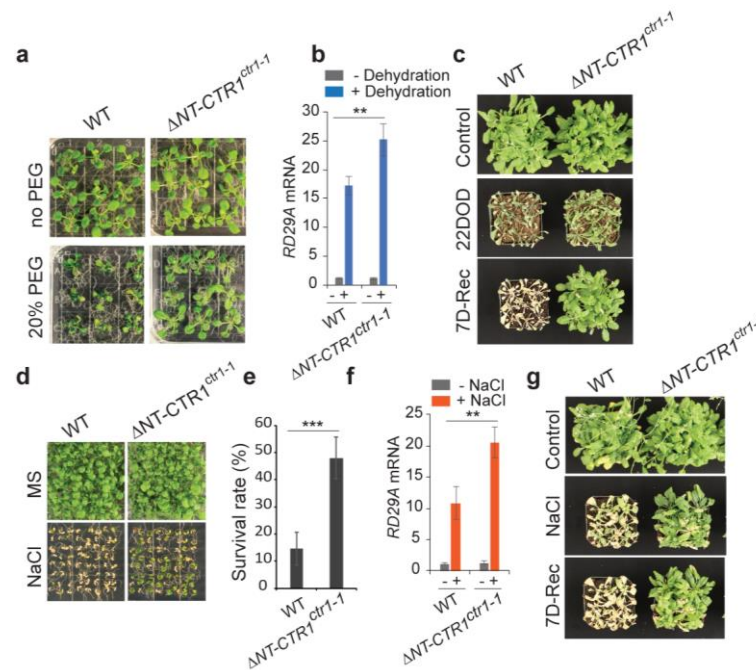 a
WT
ΔNT-CTR1ctr1-1
no PEG
20% PEG
b
- Dehydration
+ Dehydration
**
RD29A mRNA
30
25
20
15
10
5
0
- + - +
WT
ΔNT-CTR1ctr1-1
c
WT
ΔNT-CTR1ctr1-1
Control
22DOD
7D-Rec
d
WT
ΔNT-CTR1ctr1-1
MS
NaCl
e
***
Survival rate (%)
60
50
40
30
20
10
0
WT
ΔNT-CTR1ctr1-1
f
- NaCl
+ NaCl
**
RD29A mRNA
25
20
15
10
5
0
- + - +
WT
ΔNT-CTR1ctr1-1
g
WT
ΔNT-CTR1ctr1-1
Control
NaCl
7D-Rec